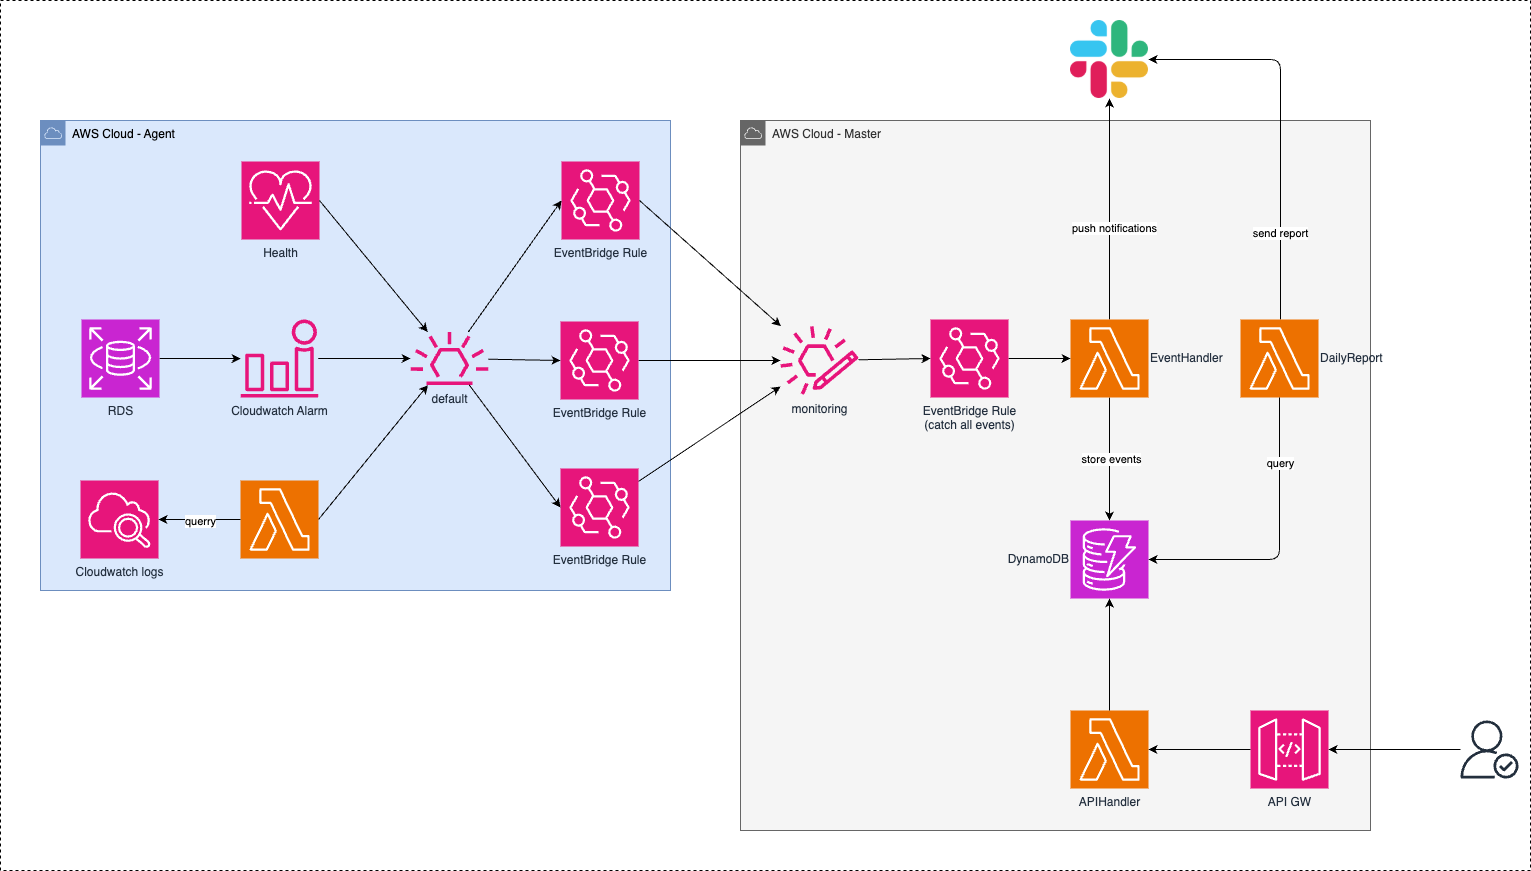 AWS Cloud - Agent
AWS Cloud - Master
Health
EventBridge Rule
push notifications
send report
RDS
Cloudwatch Alarm
default
EventBridge Rule
monitoring
EventBridge Rule
(catch all events)
EventHandler
DailyReport
store events
query
querry
Cloudwatch logs
EventBridge Rule
DynamoDB
APIHandler
API GW